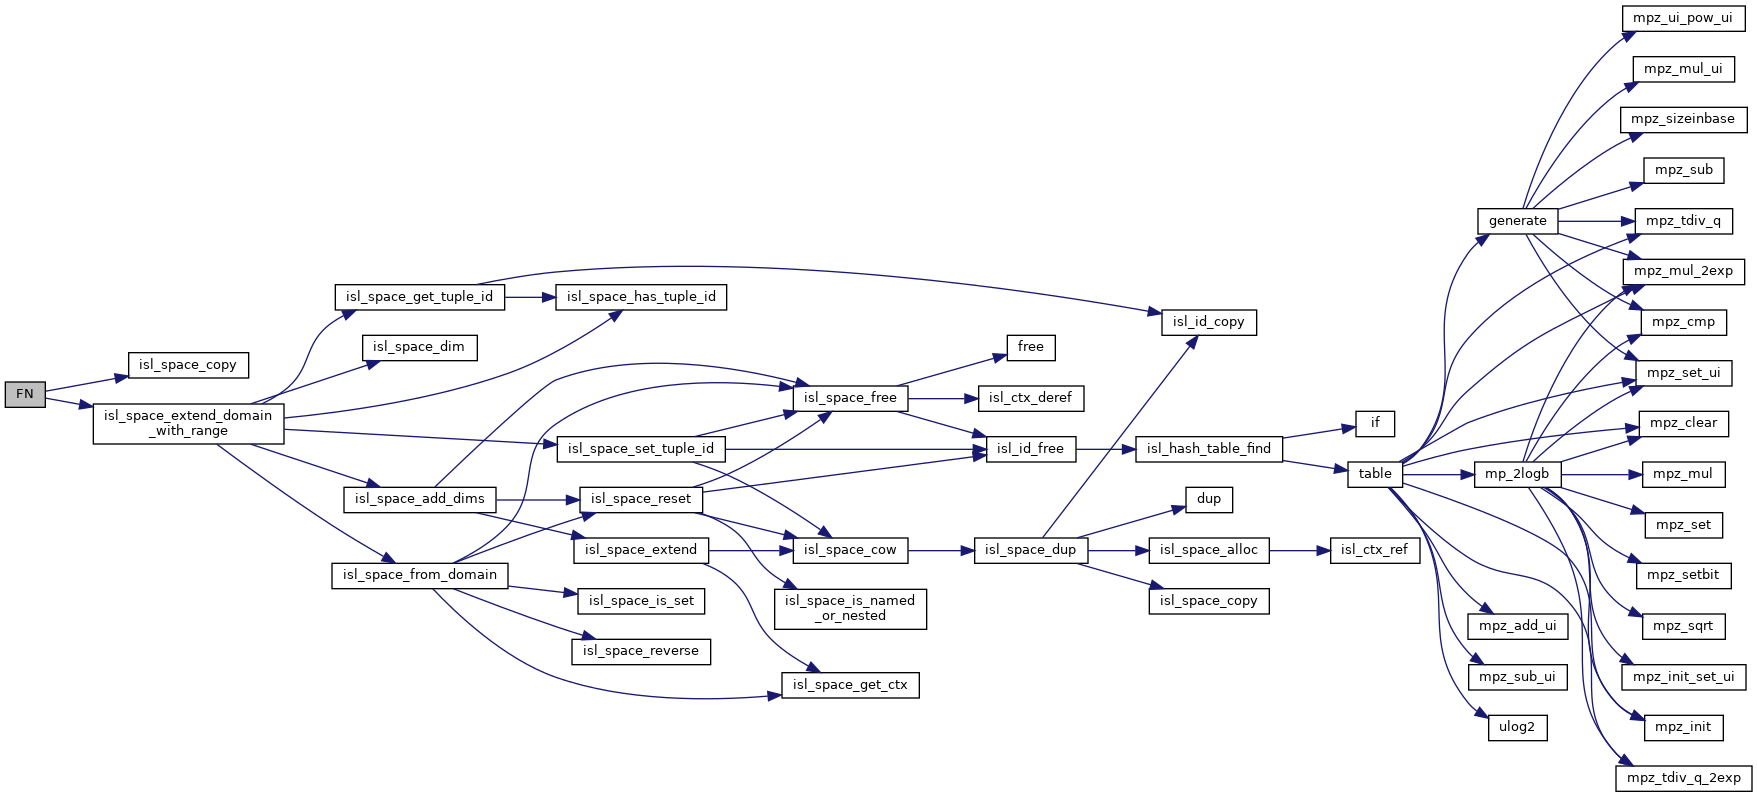 FN
isl_space_copy
isl_space_extend_domain
_with_range
isl_space_get_tuple_id
isl_space_dim
isl_space_add_dims
isl_space_from_domain
isl_space_has_tuple_id
isl_space_set_tuple_id
isl_space_reset
isl_space_extend
isl_space_is_set
isl_space_reverse
isl_space_free
isl_space_cow
isl_space_is_named
_or_nested
isl_space_get_ctx
free
isl_ctx_deref
isl_id_free
isl_space_dup
isl_id_copy
isl_hash_table_find
dup
isl_space_alloc
isl_space_copy
if
table
isl_ctx_ref
generate
mp_2logb
mpz_add_ui
mpz_sub_ui
ulog2
mpz_ui_pow_ui
mpz_mul_ui
mpz_sizeinbase
mpz_sub
mpz_tdiv_q
mpz_mul_2exp
mpz_cmp
mpz_set_ui
mpz_clear
mpz_mul
mpz_set
mpz_setbit
mpz_sqrt
mpz_init_set_ui
mpz_init
mpz_tdiv_q_2exp